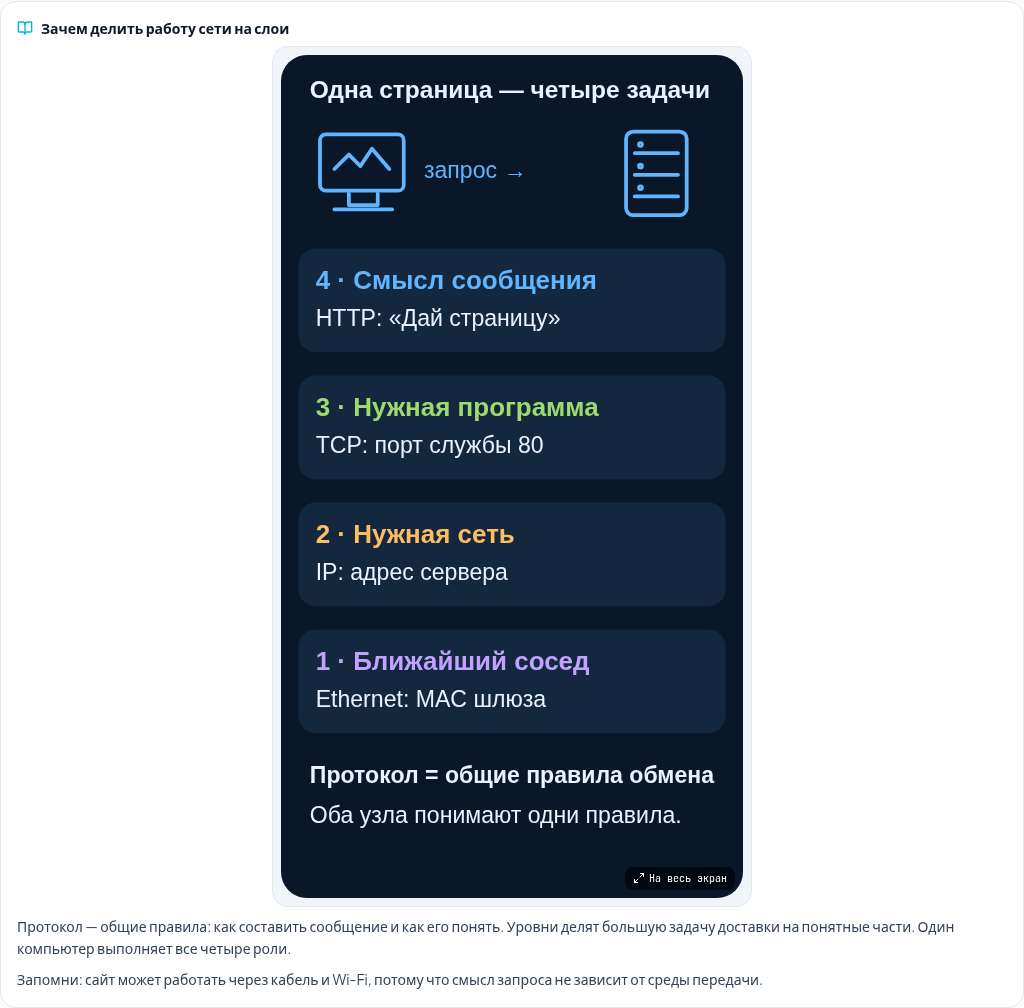 Зачем делить работу сети на слои
Одна страница — четыре задачи
запрос →
4 · Смысл сообщения
HTTP: «Дай страницу»
3 · Нужная программа
TCP: порт службы 80
2 · Нужная сеть
IP: адрес сервера
1 · Ближайший сосед
Ethernet: MAC шлюза
Протокол = общие правила обмена
Оба узла понимают одни правила.
На весь экран
Протокол — общие правила: как составить сообщение и как его понять. Уровни делят большую задачу доставки на понятные части. Один
компьютер выполняет все четыре роли.
Запомни: сайт может работать через кабель и Wi-Fi, потому что смысл запроса не зависит от среды передачи.